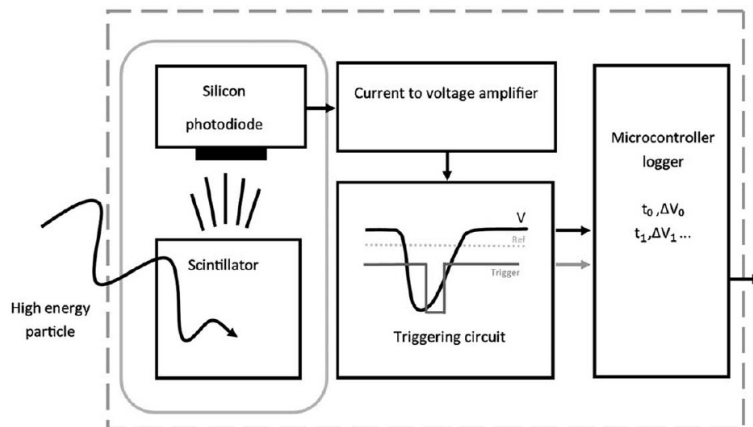 Silicon
photodiode
Current to voltage amplifier
Microcontroller
logger
t₀,ΔV₀
t₁,ΔV₁ ...
V
Ref
Trigger
Triggering circuit
Scintillator
High energy
particle